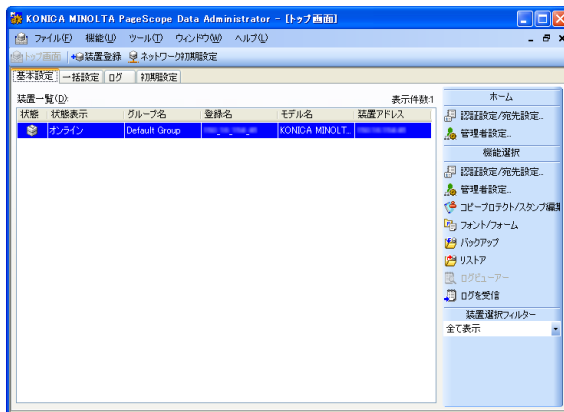 KONICA MINOLTA PageScope Data Administrator - [トップ画面]
ファイル(F) 機能(U) ツール(T) ウィンドウ(W) ヘルプ(L)
トップ画面 装置登録 ネットワーク初期設定
基本設定 一括設定 ログ 初期設定
装置一覧(D): 表示件数:1
状態 状態表示 グループ名 登録名 モデル名 装置アドレス
オンライン Default Group KONICA MINOLT...
ホーム
認証設定/宛先設定...
管理者設定...
機能選択
認証設定/宛先設定...
管理者設定...
コピープロテクト/スタンプ編集
フォント/フォーム
バックアップ
リストア
ログビューアー
ログを受信
装置選択フィルター
全て表示